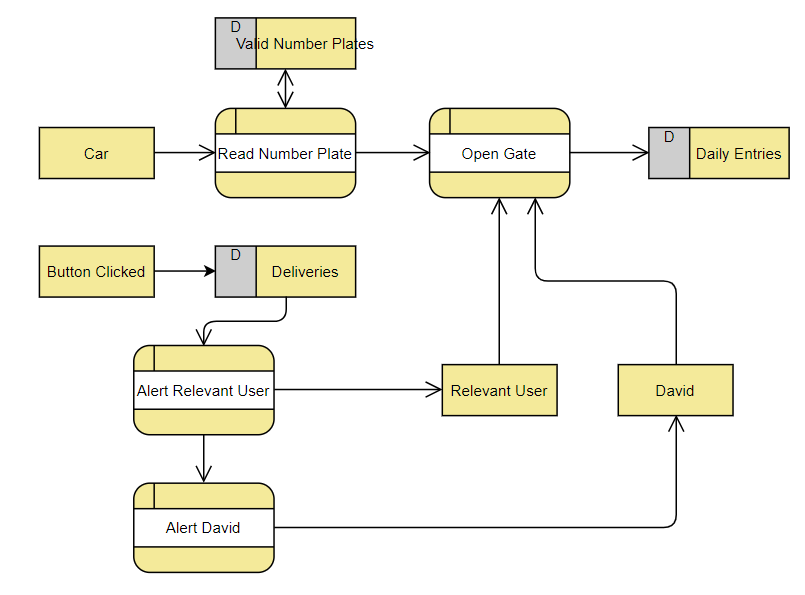 D
Valid Number Plates
Car
Read Number Plate
Open Gate
D
Daily Entries
Button Clicked
D
Deliveries
Alert Relevant User
Relevant User
David
Alert David